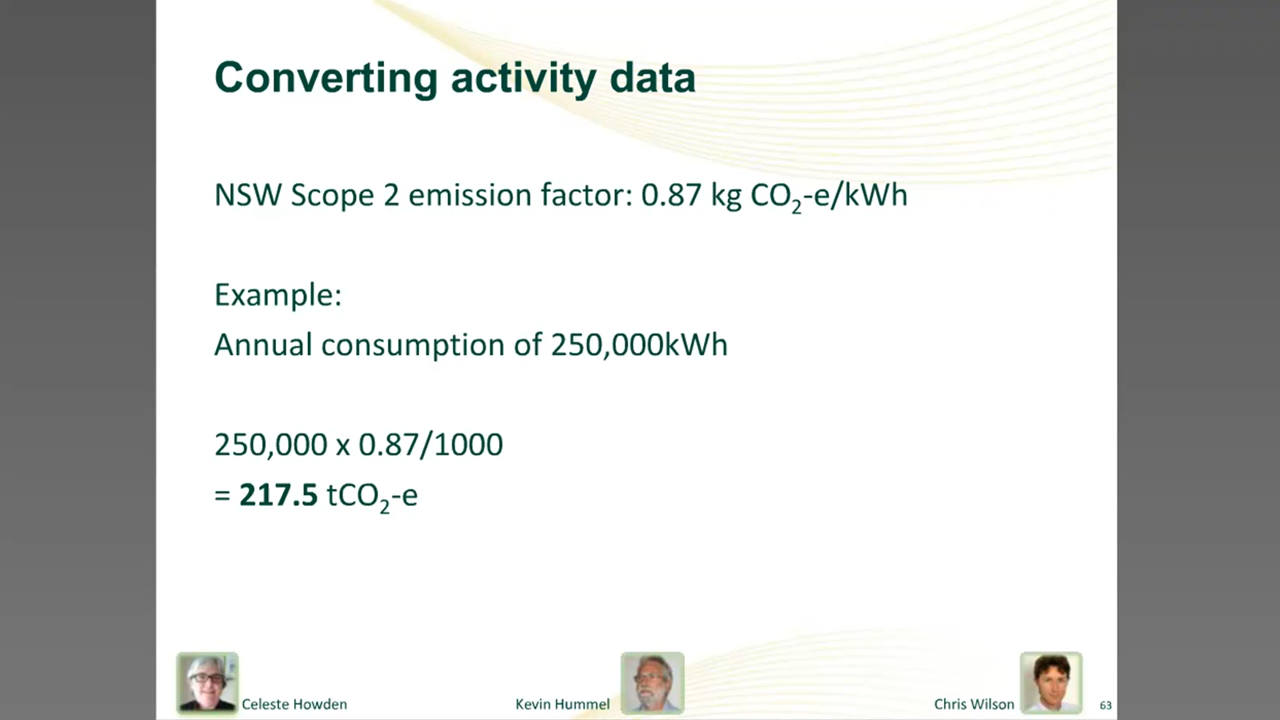 Converting activity data
NSW Scope 2 emission factor: 0.87 kg CO₂-e/kWh
Example:
Annual consumption of 250,000kWh
250,000 x 0.87/1000
= 217.5 tCO₂-e
Celeste Howden
Kevin Hummel
Chris Wilson
63